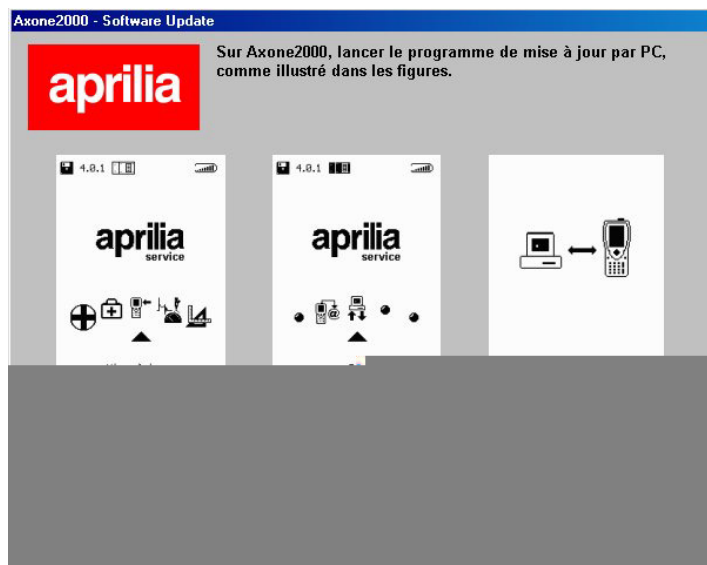 Axone2000 - Software Update
Sur Axone2000, lancer le programme de mise à jour par PC,
comme illustré dans les figures.
aprilia
4.0.1
aprilia
service
4.0.1
aprilia
service